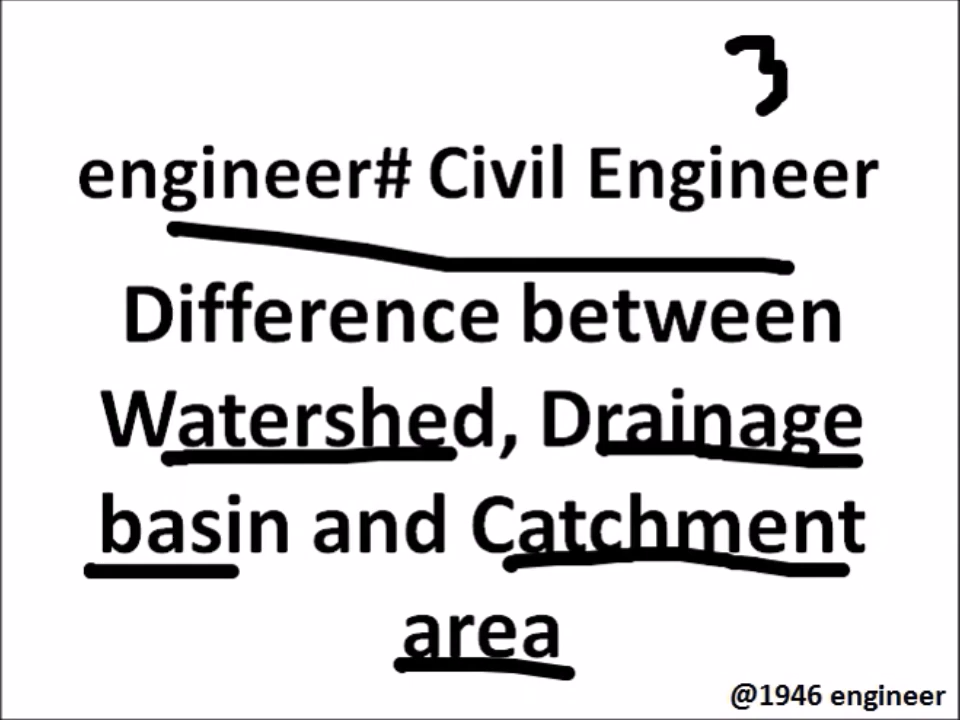 3
engineer# Civil Engineer
Difference between
Watershed, Drainage
basin and Catchment
area
@1946 engineer